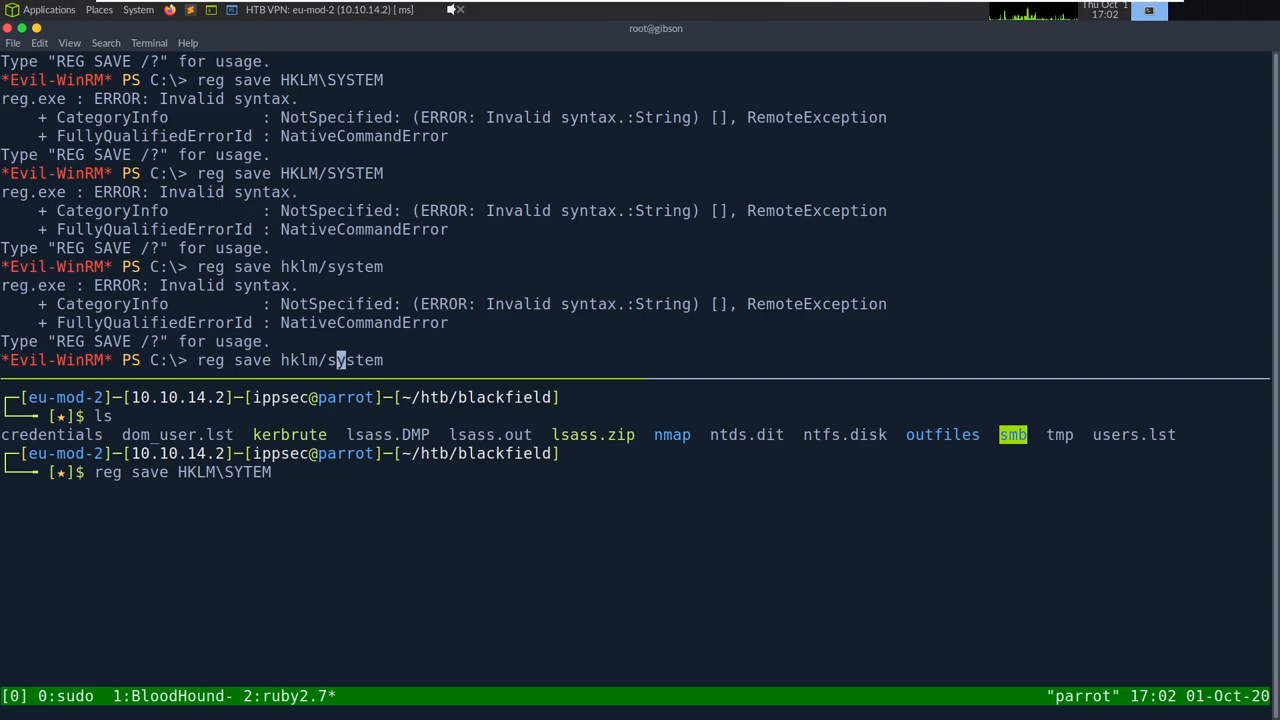 Applications Places System HTB VPN: eu-mod-2 (10.10.14.2) [ ms]
Thu Oct 1
17:02
root@gibson
File Edit View Search Terminal Help
Type "REG SAVE /?" for usage.
*Evil-WinRM* PS C:\> reg save HKLM\SYSTEM
reg.exe : ERROR: Invalid syntax.
    + CategoryInfo          : NotSpecified: (ERROR: Invalid syntax.:String) [], RemoteException
    + FullyQualifiedErrorId : NativeCommandError
Type "REG SAVE /?" for usage.
*Evil-WinRM* PS C:\> reg save HKLM/SYSTEM
reg.exe : ERROR: Invalid syntax.
    + CategoryInfo          : NotSpecified: (ERROR: Invalid syntax.:String) [], RemoteException
    + FullyQualifiedErrorId : NativeCommandError
Type "REG SAVE /?" for usage.
*Evil-WinRM* PS C:\> reg save hklm/system
reg.exe : ERROR: Invalid syntax.
    + CategoryInfo          : NotSpecified: (ERROR: Invalid syntax.:String) [], RemoteException
    + FullyQualifiedErrorId : NativeCommandError
Type "REG SAVE /?" for usage.
*Evil-WinRM* PS C:\> reg save hklm/system
┌─[eu-mod-2]─[10.10.14.2]─[ippsec@parrot]─[~/htb/blackfield]
└──╼ [★]$ ls
credentials  dom_user.lst  kerbrute  lsass.DMP  lsass.out  lsass.zip  nmap  ntds.dit  ntfs.disk  outfiles  smb  tmp  users.lst
┌─[eu-mod-2]─[10.10.14.2]─[ippsec@parrot]─[~/htb/blackfield]
└──╼ [★]$ reg save HKLM\SYTEM
[0] 0:sudo  1:BloodHound- 2:ruby2.7* "parrot" 17:02 01-Oct-20